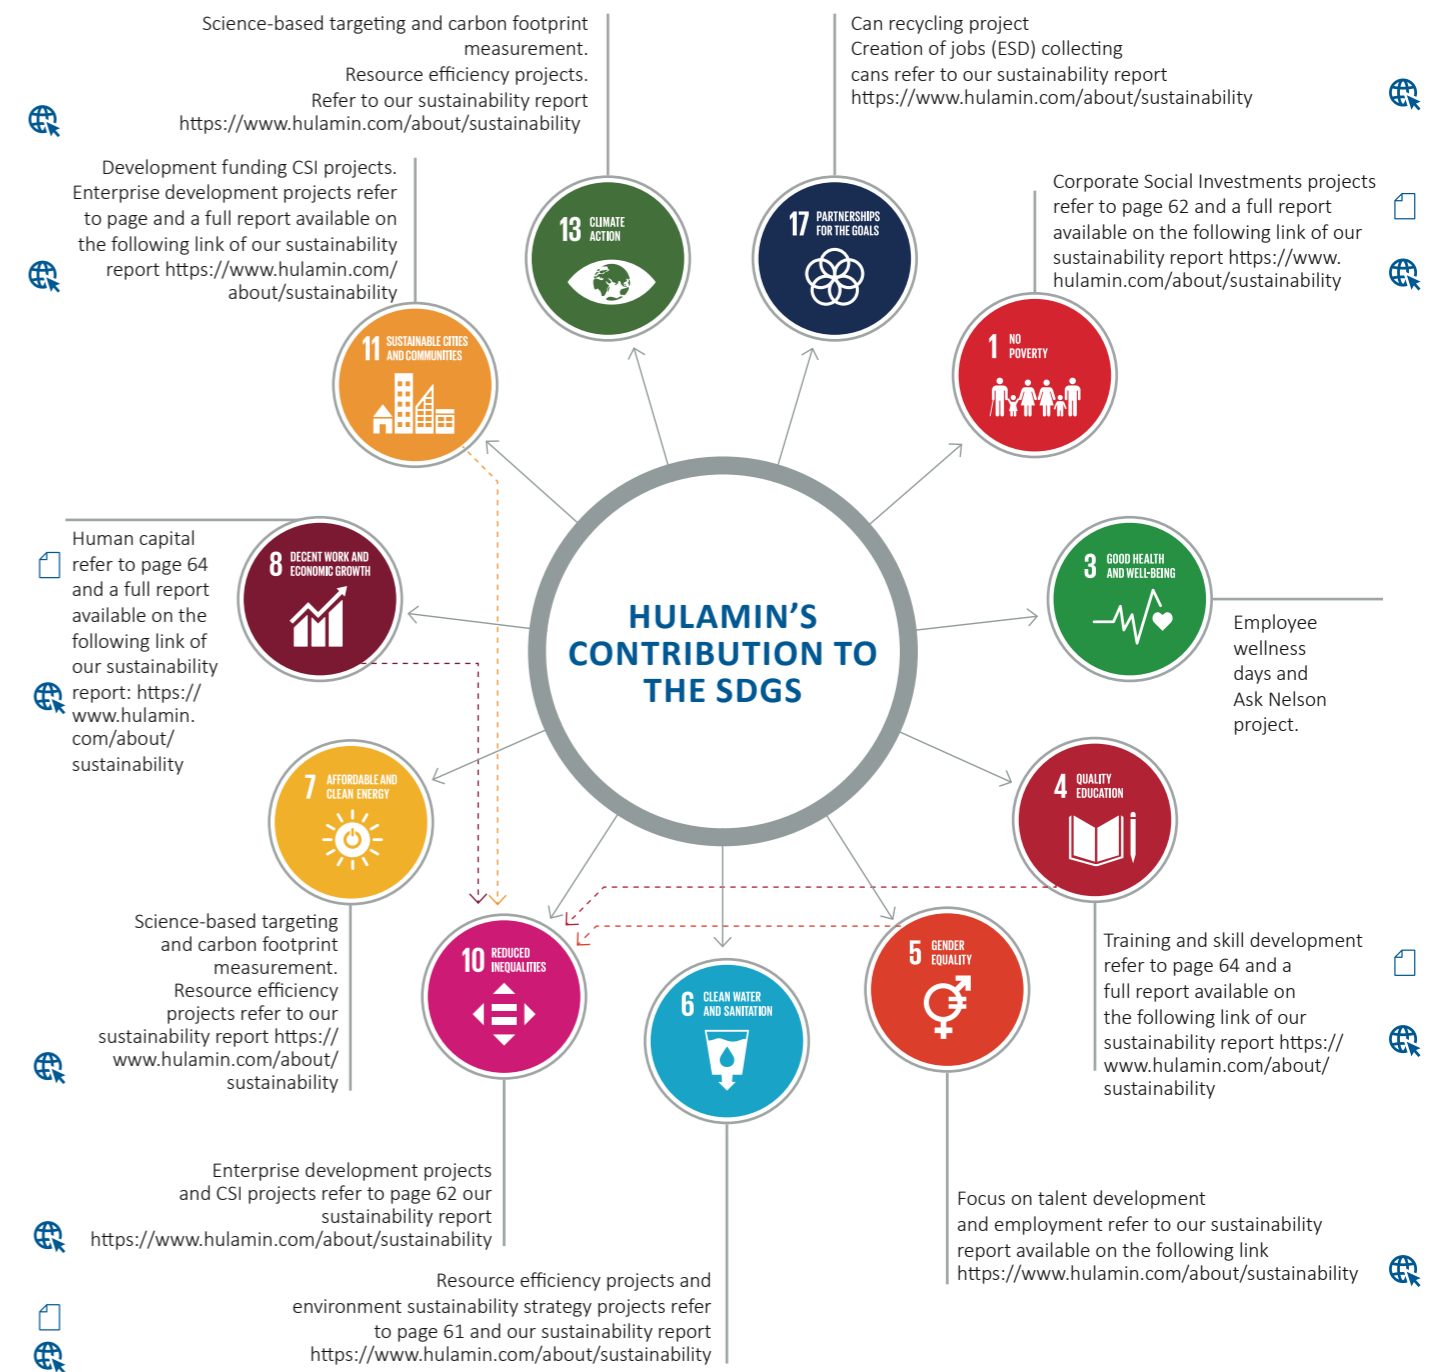 Science-based targeting and carbon footprint
measurement.
Resource efficiency projects.
Refer to our sustainability report
https://www.hulamin.com/about/sustainability
Can recycling project
Creation of jobs (ESD) collecting
cans refer to our sustainability report
https://www.hulamin.com/about/sustainability
Development funding CSI projects.
Enterprise development projects refer
to page and a full report available on
the following link of our sustainability
report https://www.hulamin.com/
about/sustainability
Corporate Social Investments projects
refer to page 62 and a full report
available on the following link of our
sustainability report https://www.
hulamin.com/about/sustainability
13 CLIMATE
ACTION
17 PARTNERSHIPS
FOR THE GOALS
11 SUSTAINABLE CITIES
AND COMMUNITIES
1 NO
POVERTY
Human capital
refer to page 64
and a full report
available on the
following link of
our sustainability
report: https://
www.hulamin.
com/about/
sustainability
8 DECENT WORK AND
ECONOMIC GROWTH
HULAMIN'S
CONTRIBUTION TO
THE SDGS
3 GOOD HEALTH
AND WELL-BEING
Employee
wellness
days and
Ask Nelson
project.
7 AFFORDABLE AND
CLEAN ENERGY
4 QUALITY
EDUCATION
Science-based targeting
and carbon footprint
measurement.
Resource efficiency
projects refer to our
sustainability report https://
www.hulamin.com/about/
sustainability
10 REDUCED
INEQUALITIES
6 CLEAN WATER
AND SANITATION
5 GENDER
EQUALITY
Training and skill development
refer to page 64 and a
full report available on
the following link of our
sustainability report https://
www.hulamin.com/about/
sustainability
Enterprise development projects
and CSI projects refer to page 62 our
sustainability report
https://www.hulamin.com/about/sustainability
Focus on talent development
and employment refer to our sustainability
report available on the following link
https://www.hulamin.com/about/sustainability
Resource efficiency projects and
environment sustainability strategy projects refer
to page 61 and our sustainability report
https://www.hulamin.com/about/sustainability